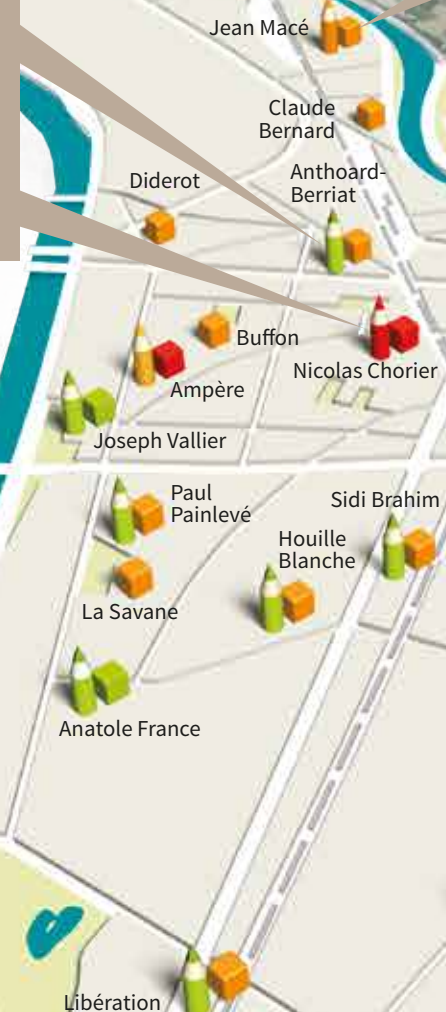 Jean Macé
Claude
Bernard
Anthoard-
Berriat
Diderot
Buffon
Nicolas Chorier
Ampère
Joseph Vallier
Paul
Painlevé
Sidi Brahim
Houille
Blanche
La Savane
Anatole France
Libération